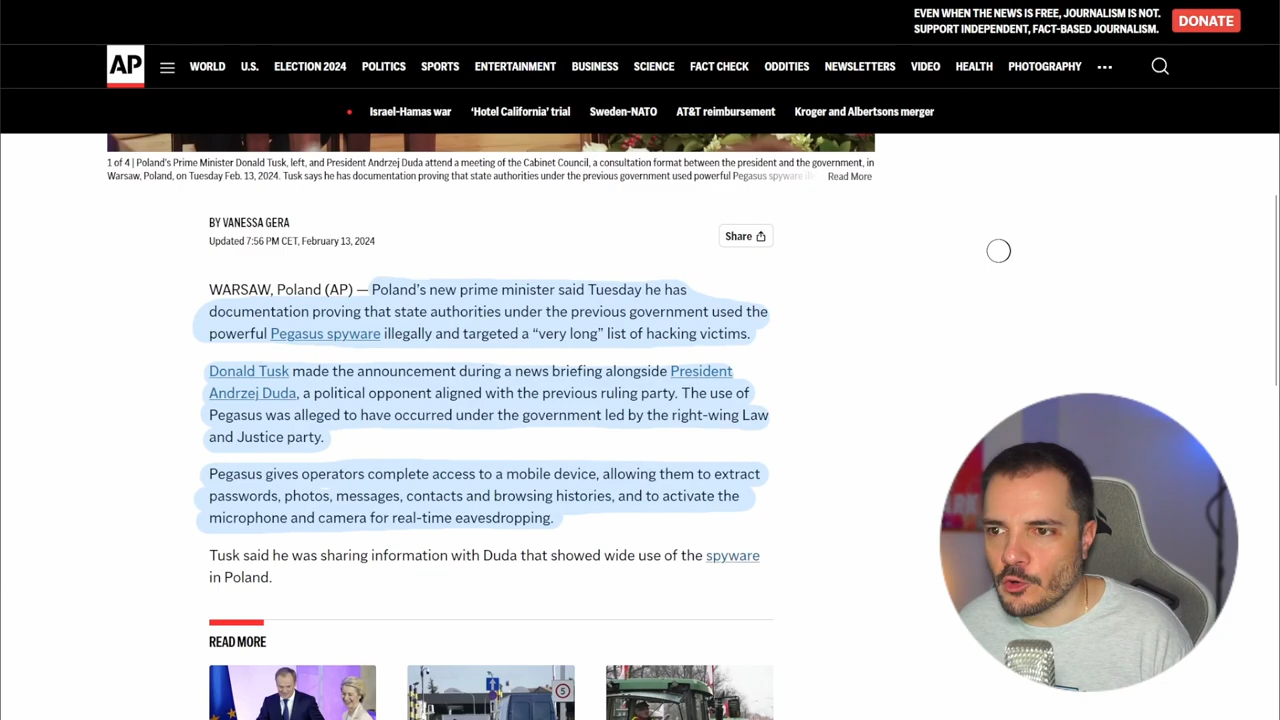 EVEN WHEN THE NEWS IS FREE, JOURNALISM IS NOT.
SUPPORT INDEPENDENT, FACT-BASED JOURNALISM.
DONATE
AP
WORLD U.S. ELECTION 2024 POLITICS SPORTS ENTERTAINMENT BUSINESS SCIENCE FACT CHECK ODDITIES NEWSLETTERS VIDEO HEALTH PHOTOGRAPHY ...
Israel-Hamas war ‘Hotel California’ trial Sweden-NATO AT&T reimbursement Kroger and Albertsons merger
1 of 4 | Poland’s Prime Minister Donald Tusk, left, and President Andrzej Duda attend a meeting of the Cabinet Council, a consultation format between the president and the government, in
Warsaw, Poland, on Tuesday Feb. 13, 2024. Tusk says he has documentation proving that state authorities under the previous government used powerful Pegasus spyware Read More
BY VANESSA GERA
Updated 7:56 PM CET, February 13, 2024
Share
WARSAW, Poland (AP) — Poland’s new prime minister said Tuesday he has
documentation proving that state authorities under the previous government used the
powerful Pegasus spyware illegally and targeted a “very long” list of hacking victims.
Donald Tusk made the announcement during a news briefing alongside President
Andrzej Duda, a political opponent aligned with the previous ruling party. The use of
Pegasus was alleged to have occurred under the government led by the right-wing Law
and Justice party.
Pegasus gives operators complete access to a mobile device, allowing them to extract
passwords, photos, messages, contacts and browsing histories, and to activate the
microphone and camera for real-time eavesdropping.
Tusk said he was sharing information with Duda that showed wide use of the spyware
in Poland.
READ MORE